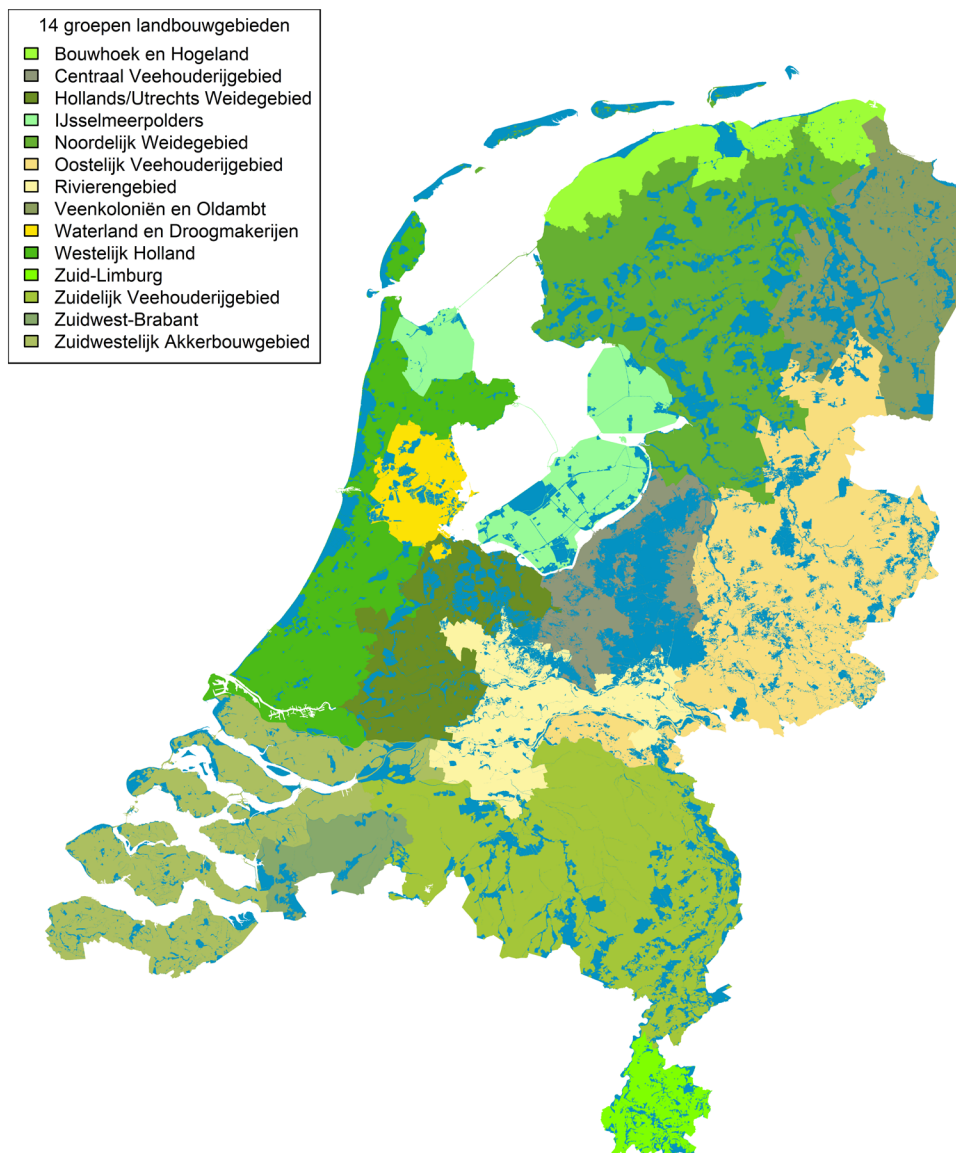 14 groepen landbouwgebieden
Bouwhoek en Hogeland
Centraal Veehouderijgebied
Hollands/Utrechts Weidegebied
IJsselmeerpolders
Noordelijk Weidegebied
Oostelijk Veehouderijgebied
Rivierengebied
Veenkoloniën en Oldambt
Waterland en Droogmakerijen
Westelijk Holland
Zuid-Limburg
Zuidelijk Veehouderijgebied
Zuidwest-Brabant
Zuidwestelijk Akkerbouwgebied